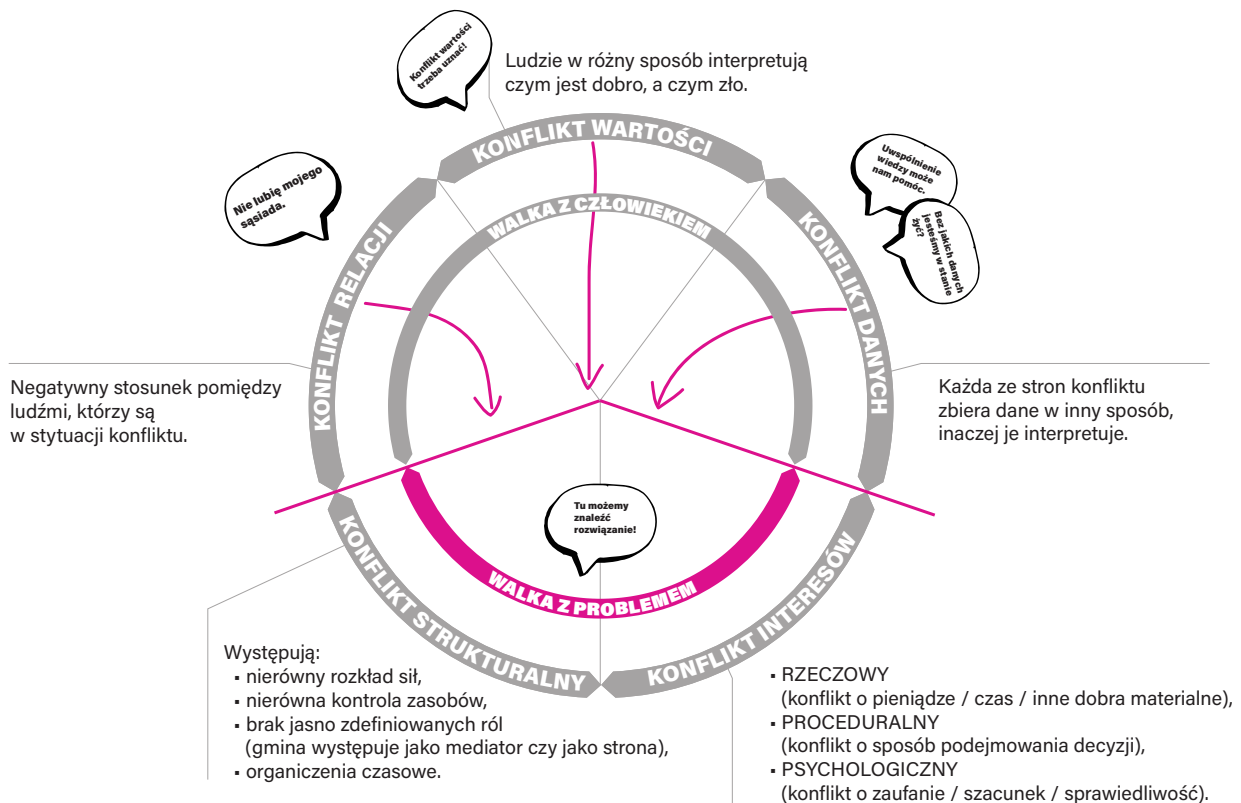 Konflikt wartości
trzeba uznać!
Ludzie w różny sposób interpretują
czym jest dobro, a czym zło.
KONFLIKT WARTOŚCI
Nie lubię mojego
sąsiada.
Uwspólnienie
wiedzy może
nam pomóc.
Bez jakich danych
jesteśmy w stanie
żyć?
WALKA Z CZŁOWIEKIEM
KONFLIKT RELACJI
KONFLIKT DANYCH
Negatywny stosunek pomiędzy
ludźmi, którzy są
w stytuacji konfliktu.
Każda ze stron konfliktu
zbiera dane w inny sposób,
inaczej je interpretuje.
Tu możemy
znaleźć
rozwiązanie!
WALKA Z PROBLEMEM
KONFLIKT STRUKTURALNY
KONFLIKT INTERESÓW
Występują:
▪ nierówny rozkład sił,
▪ nierówna kontrola zasobów,
▪ brak jasno zdefiniowanych ról
(gmina występuje jako mediator czy jako strona),
▪ organiczenia czasowe.
▪ RZECZOWY
(konflikt o pieniądze / czas / inne dobra materialne),
▪ PROCEDURALNY
(konflikt o sposób podejmowania decyzji),
▪ PSYCHOLOGICZNY
(konflikt o zaufanie / szacunek / sprawiedliwość).